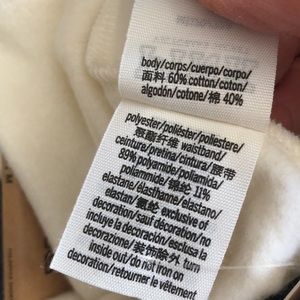 body/corps/cuerpo/corpo/
面料 60% cotton/coton/
algodón/cotone/棉 40%
polyester/poliéster/poliestere/
聚酯纤维 waistband/
ceinture/pretina/cintura/腰带
89% polyamide/poliamida/
poliammide/锦纶 11%
elastane/élasthanne/elastano/
elastan/氨纶 exclusive of
decoration/sauf décoration/no
incluye la decoración/esclusa la
decorazione/装饰除外 turn
inside out/do not iron on
decoration/retourner le vêtement